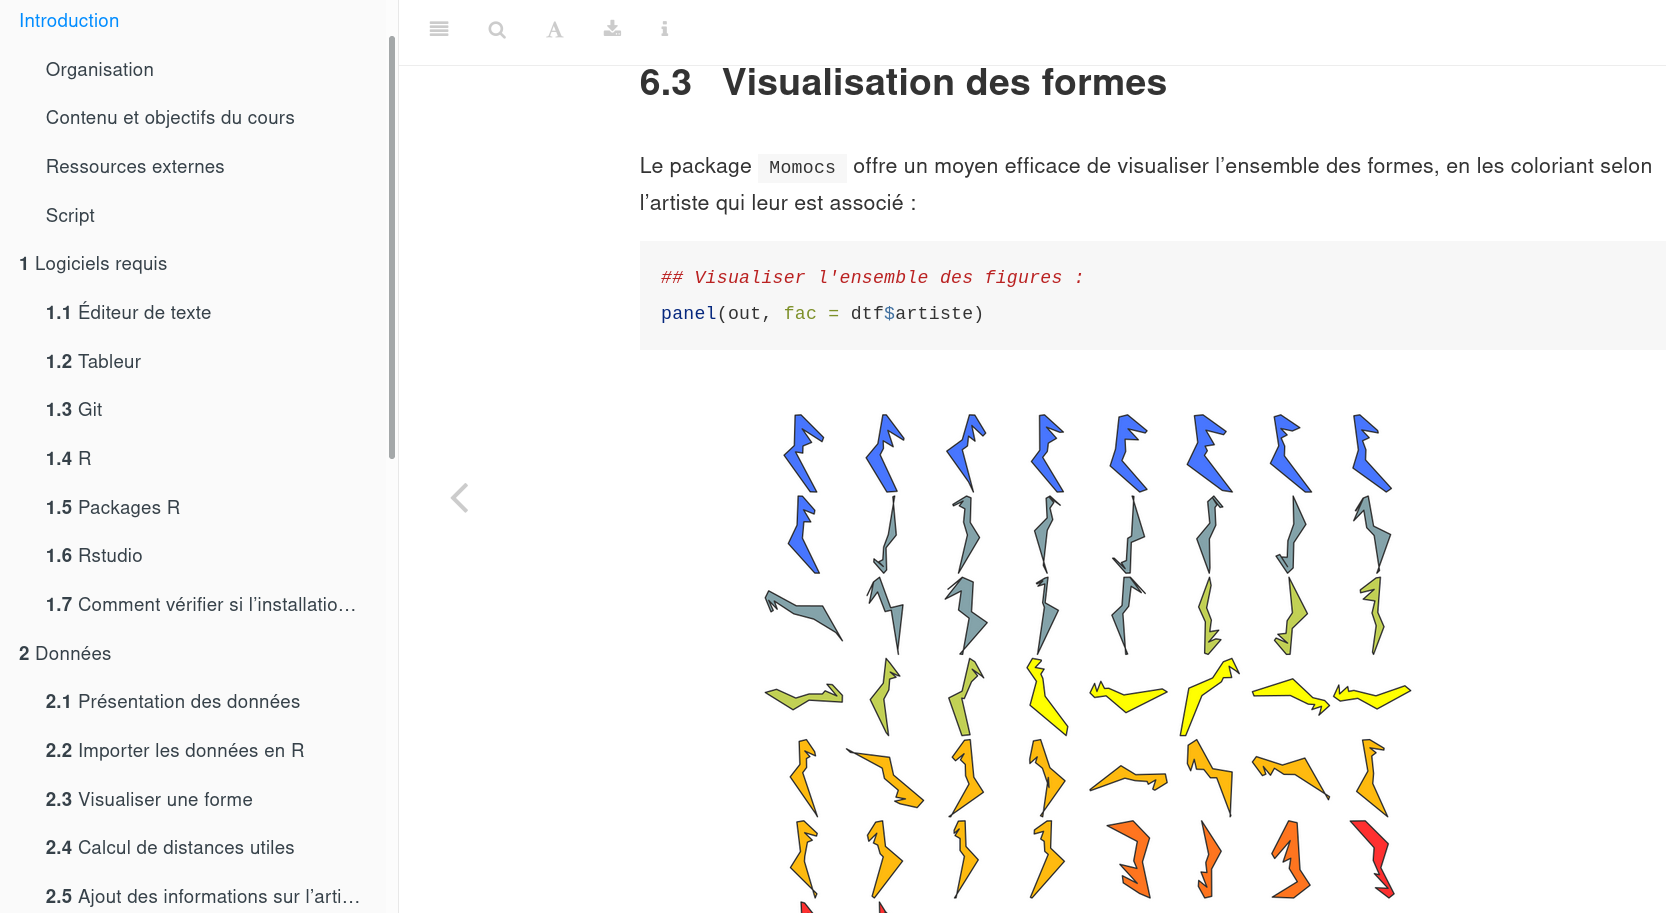 Introduction
Organisation
Contenu et objectifs du cours
Ressources externes
Script
1 Logiciels requis
1.1 Éditeur de texte
1.2 Tableur
1.3 Git
1.4 R
1.5 Packages R
1.6 Rstudio
1.7 Comment vérifier si l’installatio…
2 Données
2.1 Présentation des données
2.2 Importer les données en R
2.3 Visualiser une forme
2.4 Calcul de distances utiles
2.5 Ajout des informations sur l’arti…
6.3 Visualisation des formes
Le package Momocs offre un moyen efficace de visualiser l’ensemble des formes, en les coloriant selon
l’artiste qui leur est associé :
## Visualiser l'ensemble des figures :
panel(out, fac = dtf$artiste)